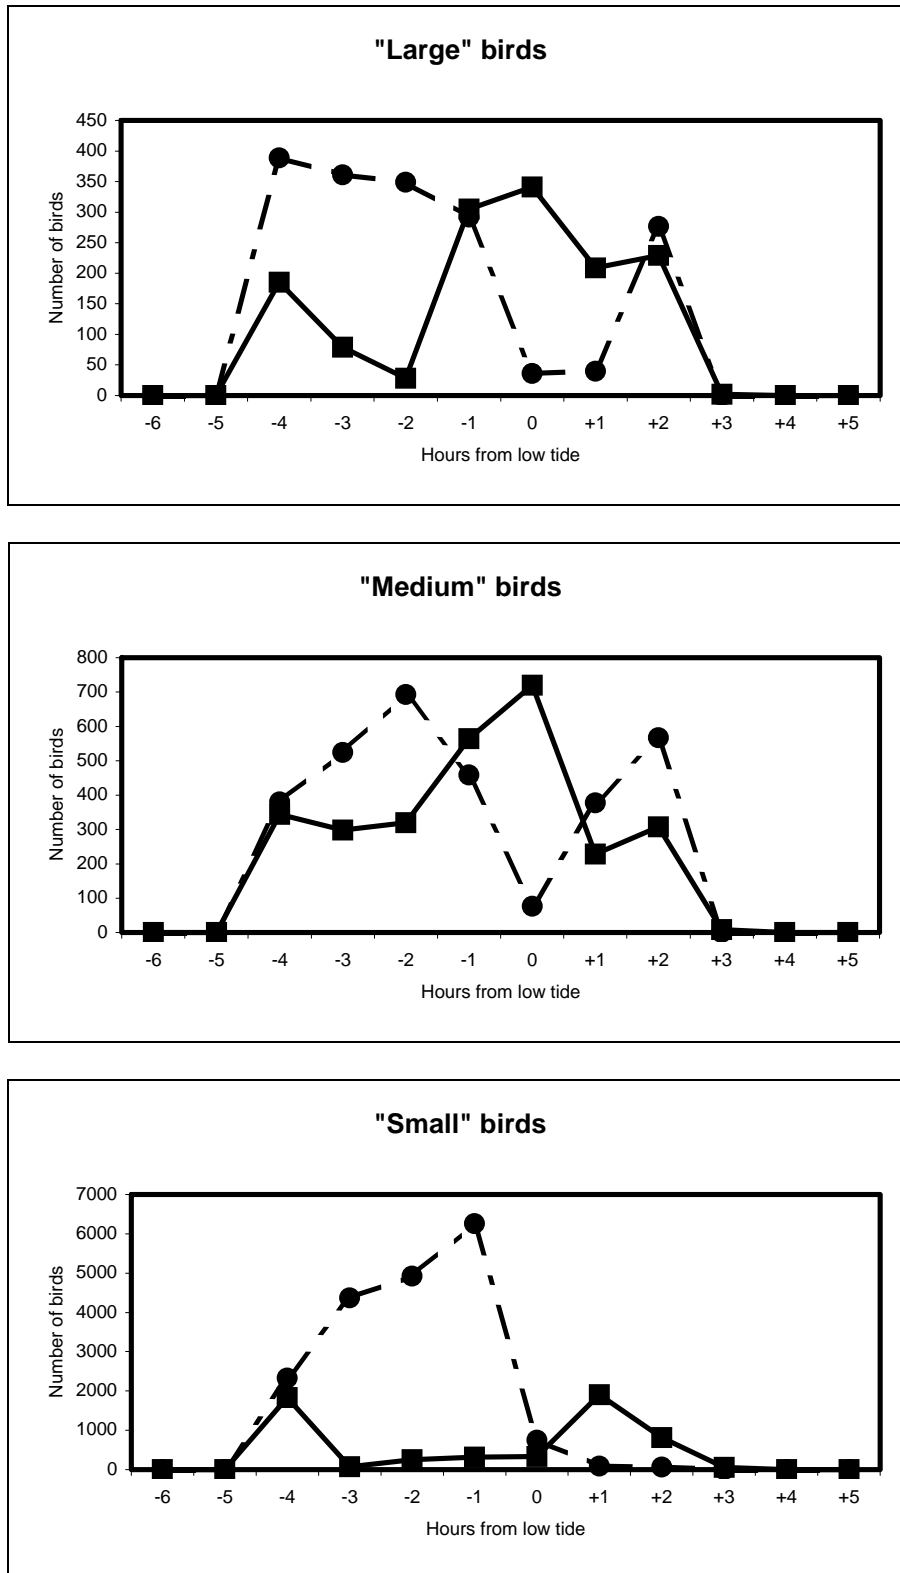 "Large" birds
450
400
350
300
250
200
150
100
50
0
Number of birds
-6 -5 -4 -3 -2 -1 0 +1 +2 +3 +4 +5
Hours from low tide
"Medium" birds
800
700
600
500
400
300
200
100
0
Number of birds
-6 -5 -4 -3 -2 -1 0 +1 +2 +3 +4 +5
Hours from low tide
"Small" birds
7000
6000
5000
4000
3000
2000
1000
0
Number of birds
-6 -5 -4 -3 -2 -1 0 +1 +2 +3 +4 +5
Hours from low tide